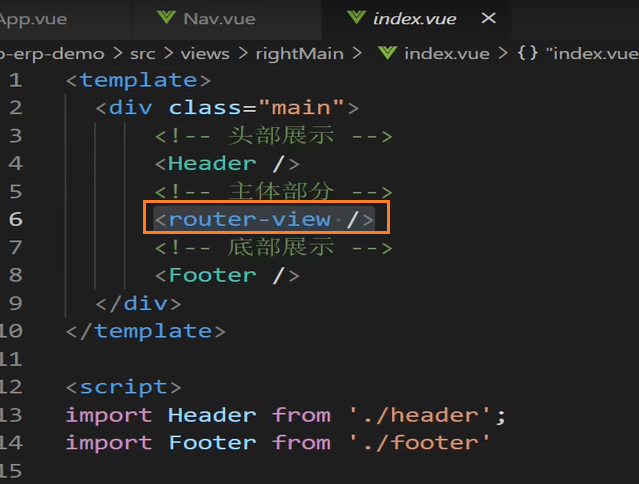 App.vue Nav.vue index.vue ×
o-erp-demo > src > views > rightMain > index.vue > {} "index.vue
1 <template>
2 <div class="main">
3 <!-- 头部展示 -->
4 <Header />
5 <!-- 主体部分 -->
6 <router-view />
7 <!-- 底部展示 -->
8 <Footer />
9 </div>
10 </template>
11
12 <script>
13 import Header from './header';
14 import Footer from './footer'
15